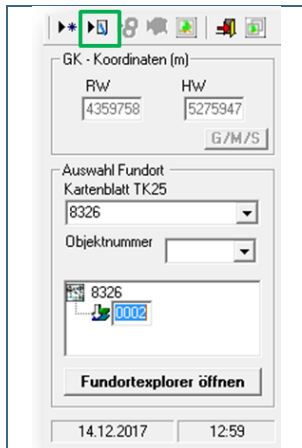 GK - Koordinaten (m)
RW HW
4359758 5275947
G/M/S
Auswahl Fundort
Kartenblatt TK25
8326
Objektnummer
8326
0002
Fundortexplorer öffnen
14.12.2017 12:59